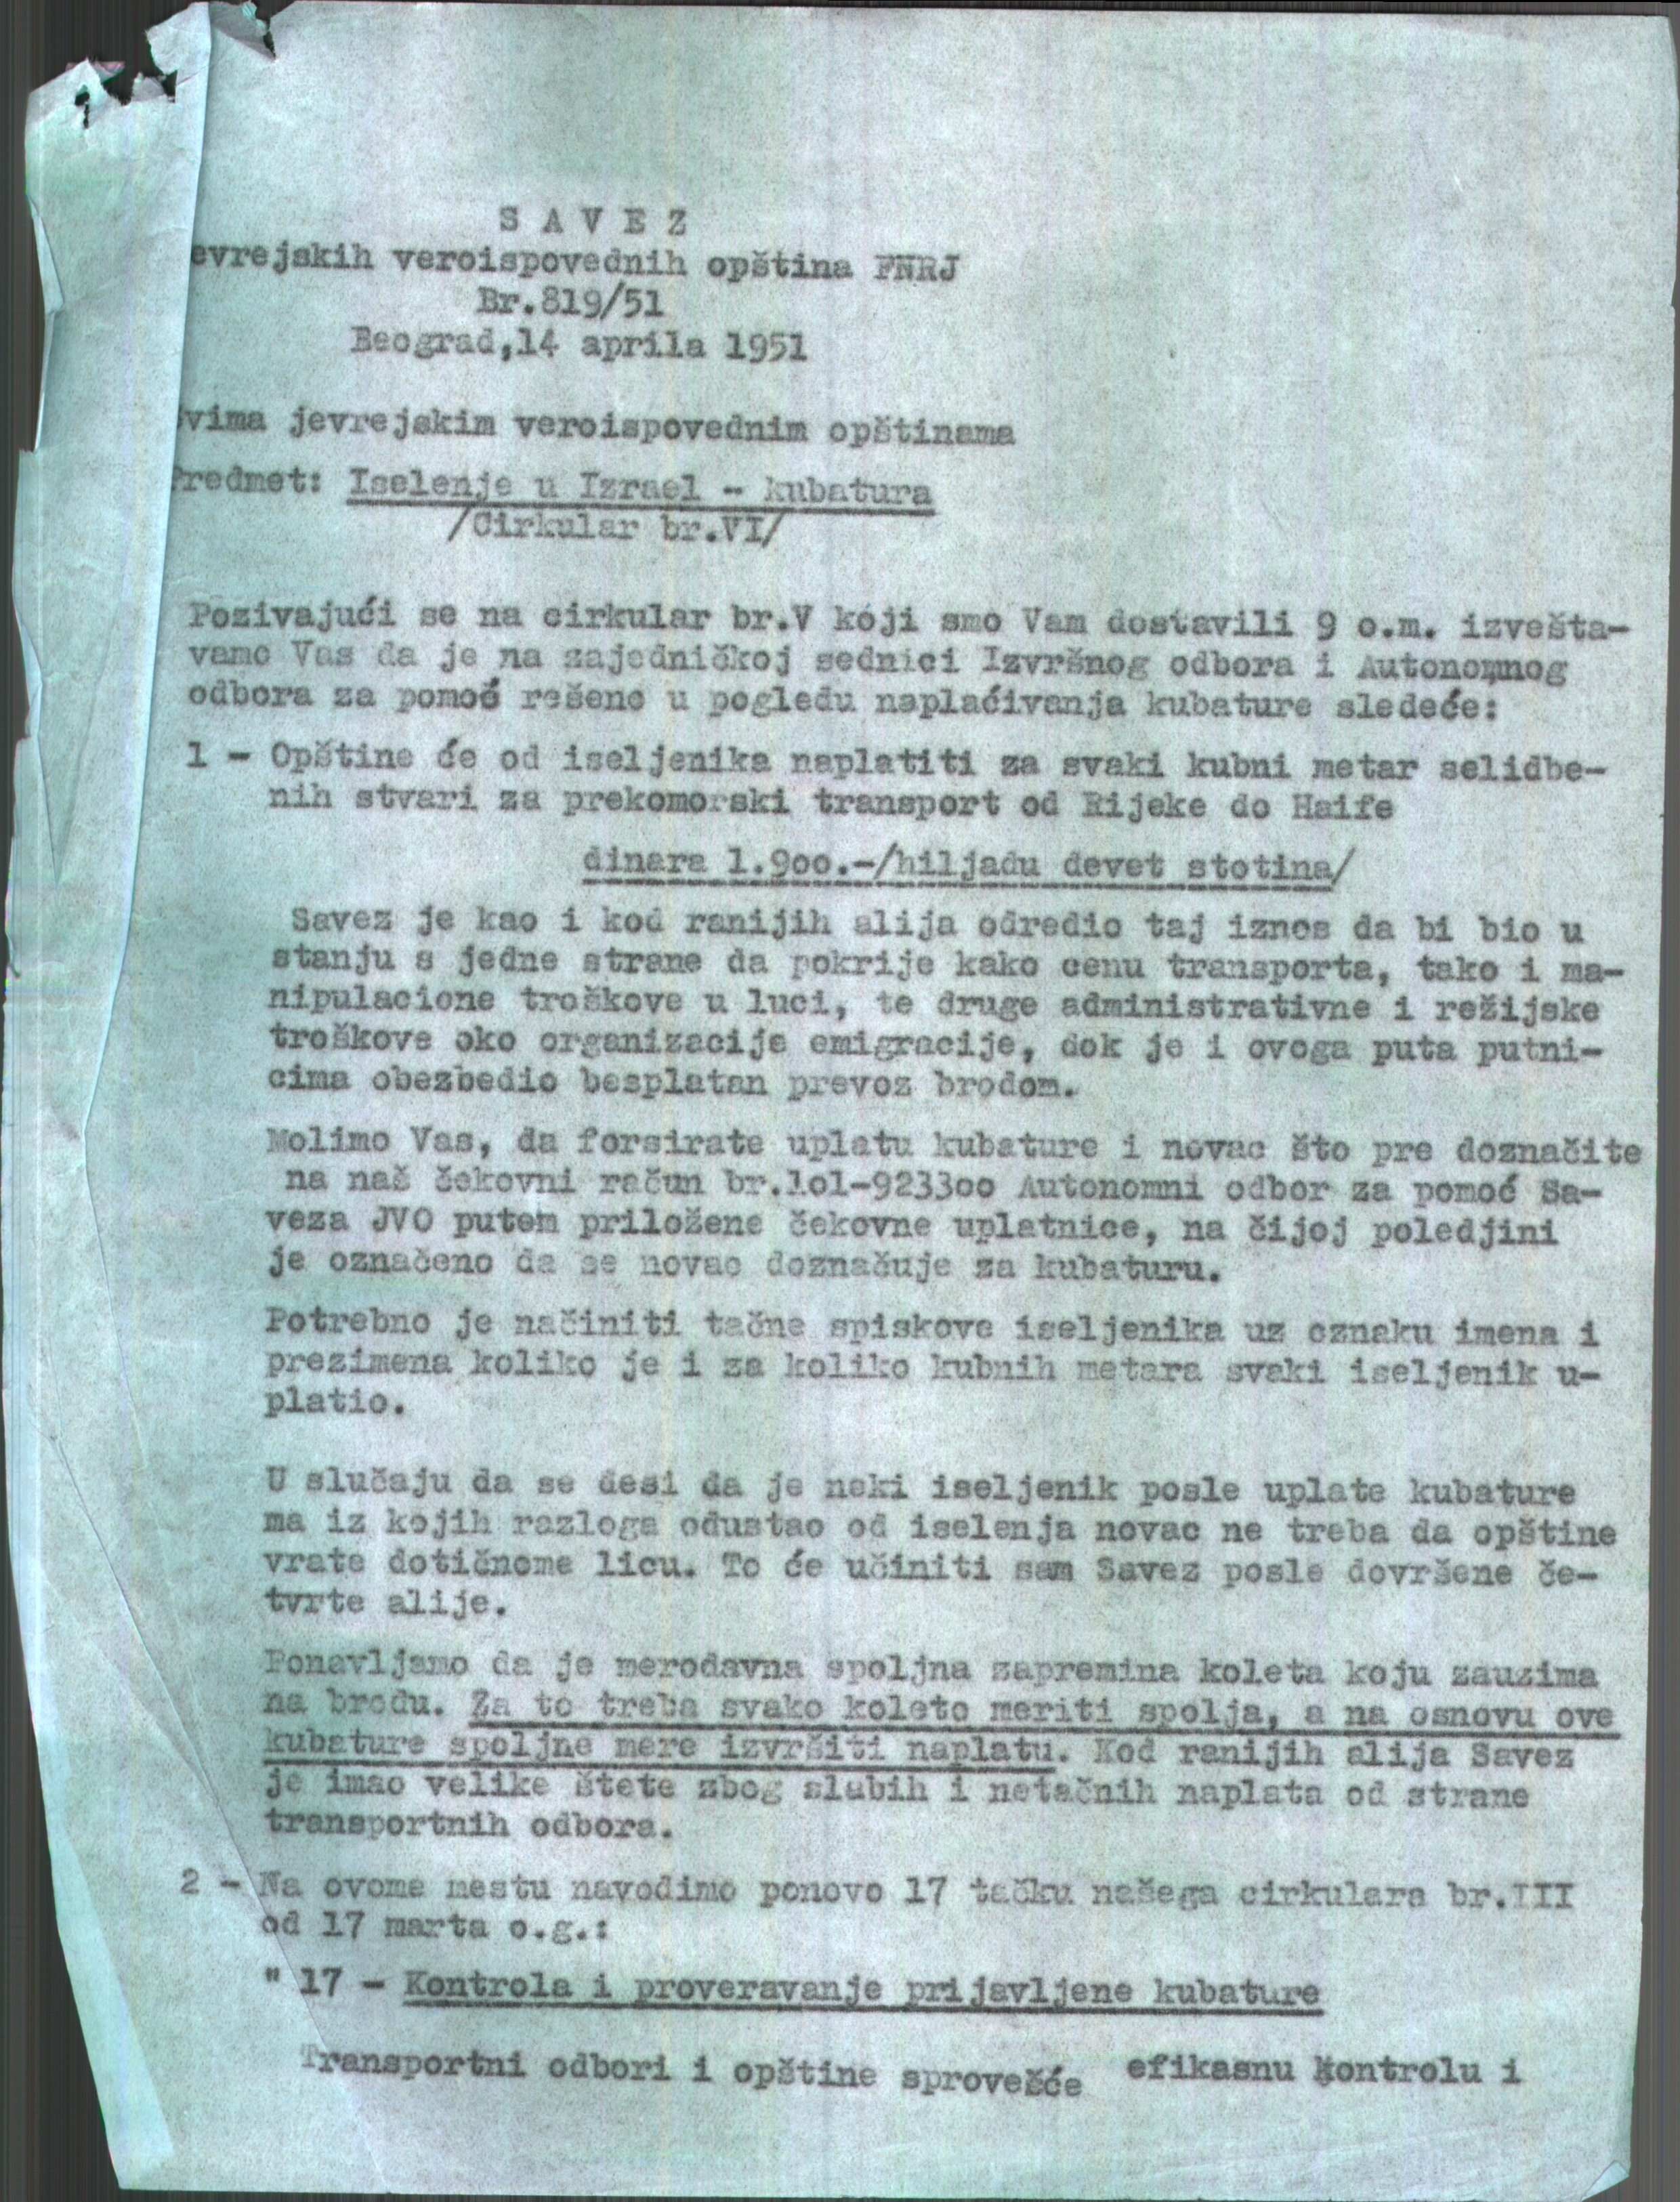 S A V E Z
evrejskih veroispovednih opština FNRJ
Br.819/51
Beograd,14 aprila 1951
vima jevrejskim veroispovednim opštinama
Predmet: Iselenje u Izrael - kubatura
/Cirkular br.VI/
Pozivajući se na cirkular br.V koji smo Vam dostavili 9 o.m. izvešta-
vamo Vas da je na zajedničkoj sednici Izvršnog odbora i Autonomnog
odbora za pomoć rešeno u pogledu naplaćivanja kubature sledeće:
1 - Opštine će od iseljenika naplatiti za svaki kubni metar selidbe-
nih stvari za prekomorski transport od Rijeke do Haife
dinara 1.9oo.-/hiljadu devet stotina/
Savez je kao i kod ranijih alija odredio taj iznos da bi bio u
stanju s jedne strane da pokrije kako cenu transporta, tako i ma-
nipulacione troškove u luci, te druge administrativne i režijske
troškove oko organizacije emigracije, dok je i ovoga puta putni-
cima obezbedio besplatan prevoz brodom.
Molimo Vas, da forsirate uplatu kubature i novac što pre doznačite
na naš čekovni račun br.lol-9233oo Autonomni odbor za pomoć Sa-
veza JVO putem priložene čekovne uplatnice, na čijoj poledjini
je označeno da se novac doznačuje za kubaturu.
Potrebno je načiniti tačne spiskove iseljenika uz oznaku imena i
prezimena koliko je i za koliko kubnih metara svaki iseljenik u-
platio.
U slučaju da se desi da je neki iseljenik posle uplate kubature
ma iz kojih razloga odustao od iselenja novac ne treba da opštine
vrate dotičnome licu. To će učiniti sam Savez posle dovršene če-
tvrte alije.
Ponavljamo da je merodavna spoljna zapremina koleta koju zauzima
na brodu. Za to treba svako koleto meriti spolja, a na osnovu ove
kubature spoljne mere izvršiti naplatu. Kod ranijih alija Savez
je imao velike štete zbog slabih i netačnih naplata od strane
transportnih odbora.
2 - Na ovome mestu navodimo ponovo 17 tačku našega cirkulara br.III
od 17 marta o.g.:
" 17 - Kontrola i proveravanje prijavljene kubature
Transportni odbori i opštine sprovešće efikasnu kontrolu i